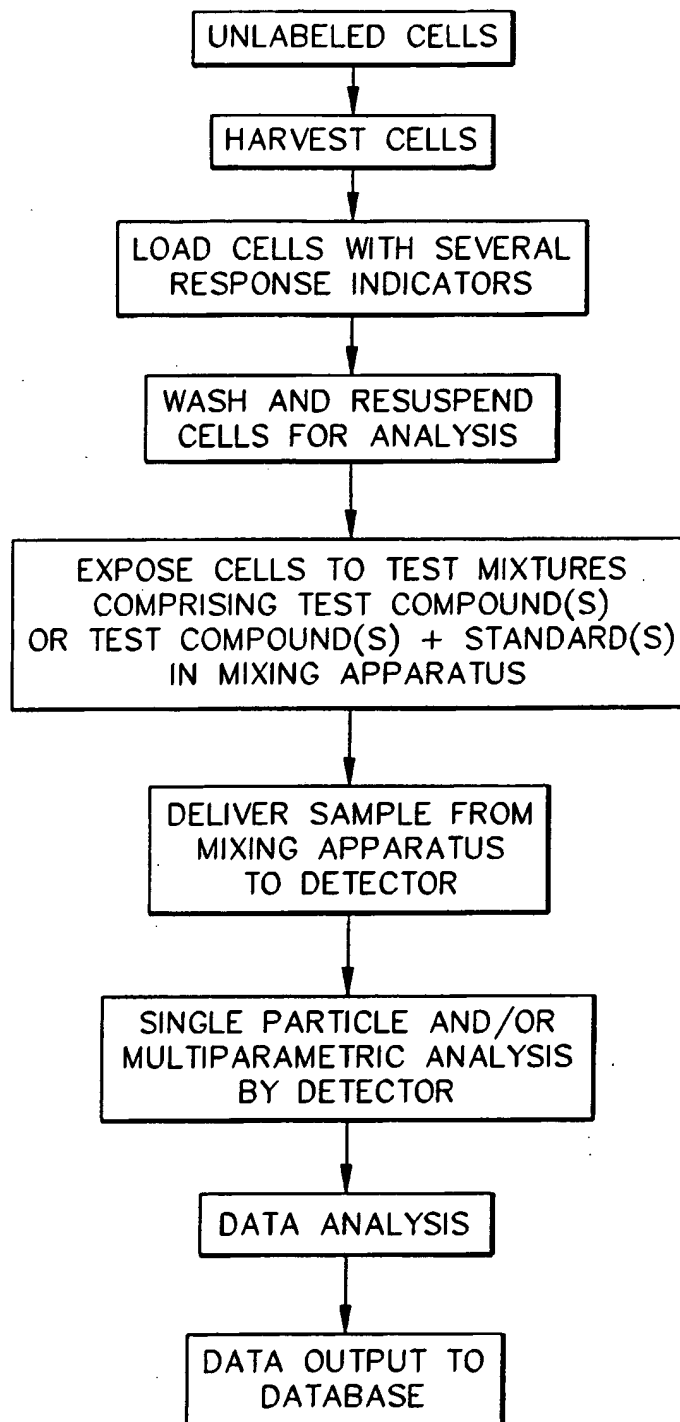 UNLABELED CELLS
HARVEST CELLS
LOAD CELLS WITH SEVERAL
RESPONSE INDICATORS
WASH AND RESUSPEND
CELLS FOR ANALYSIS
EXPOSE CELLS TO TEST MIXTURES
COMPRISING TEST COMPOUND(S)
OR TEST COMPOUND(S) + STANDARD(S)
IN MIXING APPARATUS
DELIVER SAMPLE FROM
MIXING APPARATUS
TO DETECTOR
SINGLE PARTICLE AND/OR
MULTIPARAMETRIC ANALYSIS
BY DETECTOR
DATA ANALYSIS
DATA OUTPUT TO
DATABASE